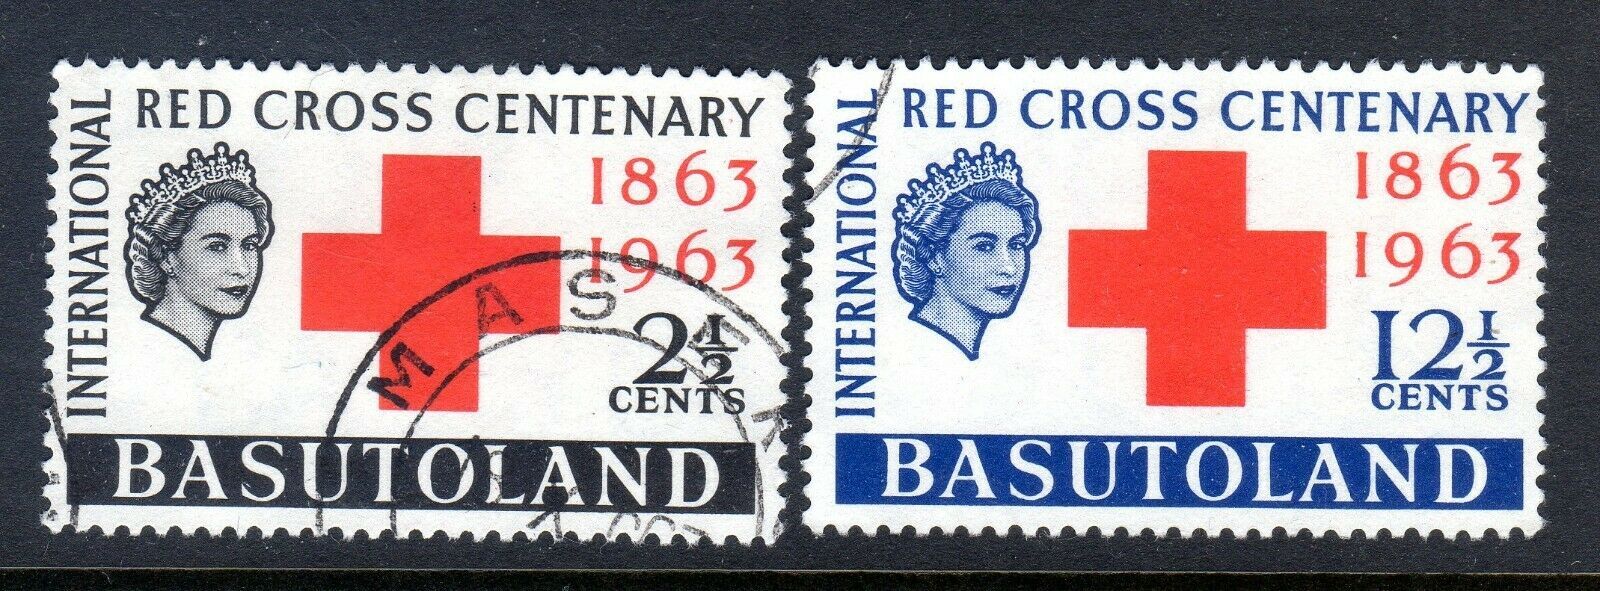 INTERNATIONAL
RED CROSS CENTENARY
1863
1963
2½
CENTS
BASUTOLAND
MAS
INTERNATIONAL
RED CROSS CENTENARY
1863
1963
12½
CENTS
BASUTOLAND